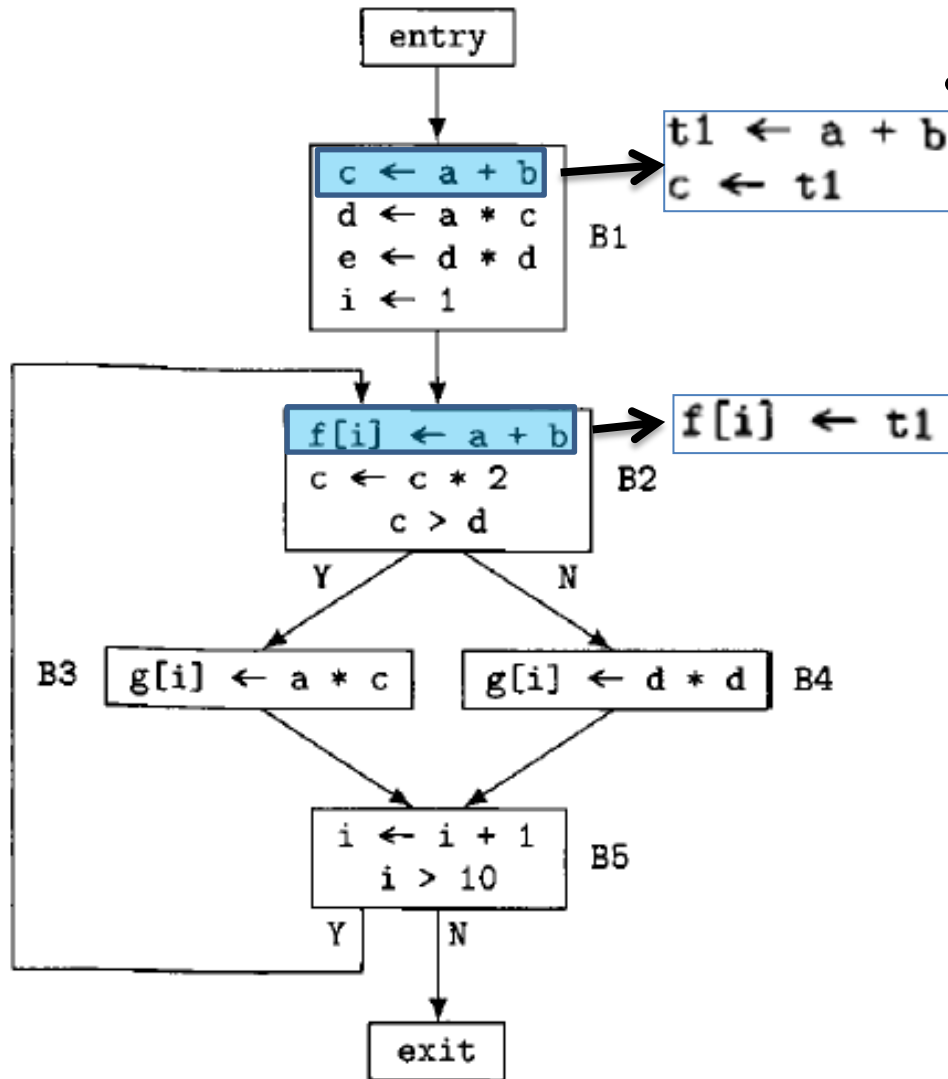 entry
c ← a + b
d ← a * c
e ← d * d
i ← 1
B1
t1 ← a + b
c ← t1
f[i] ← a + b
c ← c * 2
c > d
B2
f[i] ← t1
Y
N
B3
g[i] ← a * c
g[i] ← d * d
B4
i ← i + 1
i > 10
B5
Y
N
exit